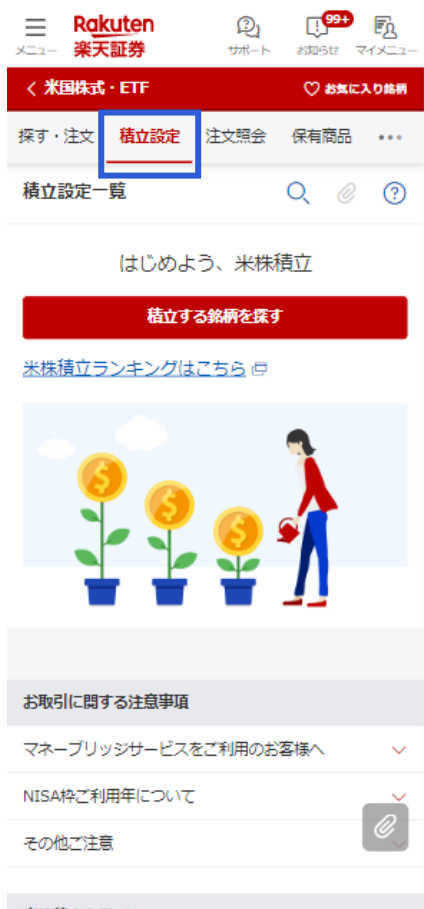 Rakuten
楽天証券
99+
メニュー
サポート
お知らせ
マイメニュー
く 米国株式・ETF
お気に入り銘柄
探す・注文
積立設定
注文照会
保有商品
•••
積立設定一覧
はじめよう、米株積立
積立する銘柄を探す
米株積立ランキングはこちら
$
$
$
お取引に関する注意事項
マネーブリッジサービスをご利用のお客様へ
NISA枠ご利用年について
その他ご注意